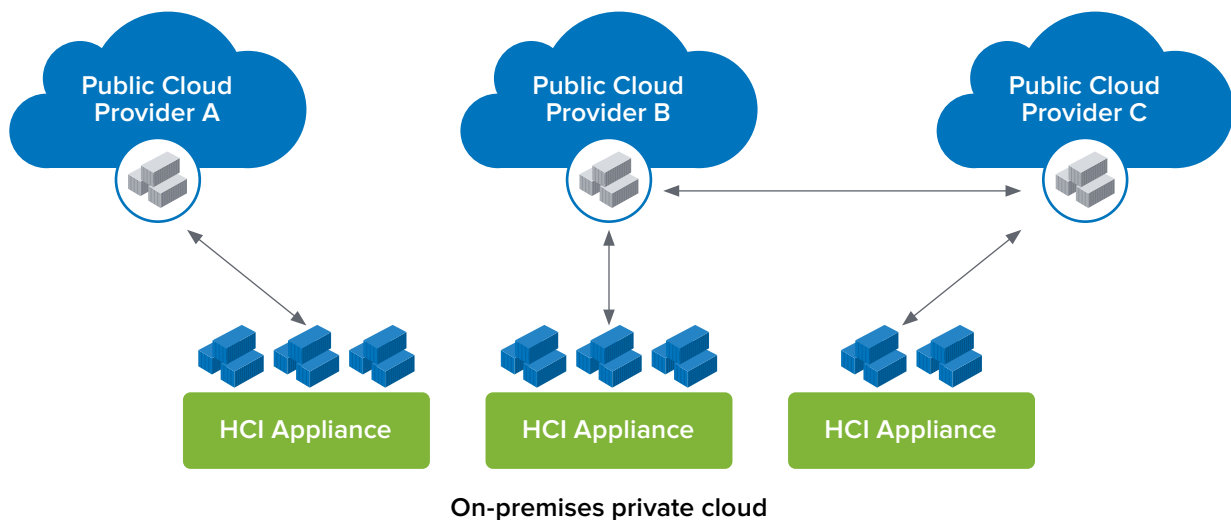 Public Cloud
Provider A
Public Cloud
Provider B
Public Cloud
Provider C
HCI Appliance
HCI Appliance
HCI Appliance
On-premises private cloud